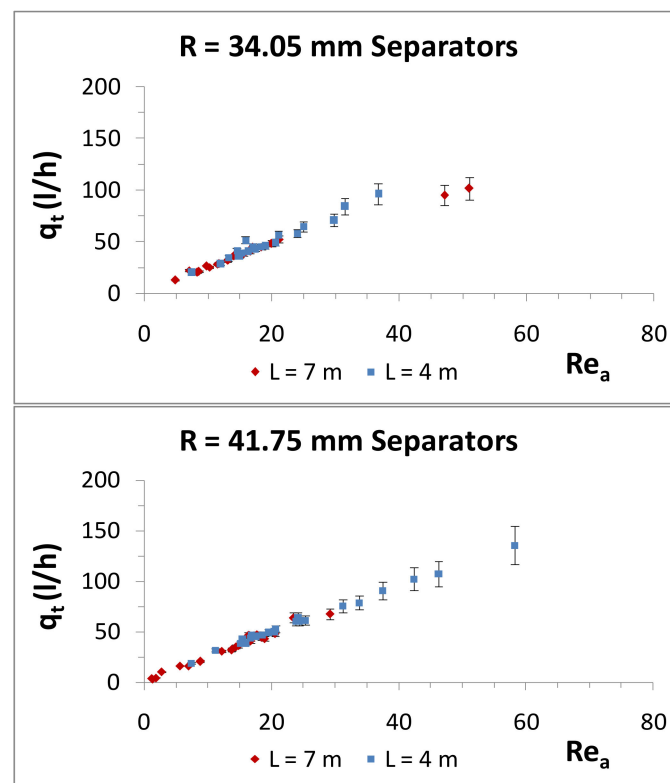 R = 34.05 mm Separators
200
150
100
50
0
qt (l/h)
0 20 40 60 80
L = 7 m L = 4 m
Rea
R = 41.75 mm Separators
200
150
100
50
0
qt (l/h)
0 20 40 60 80
L = 7 m L = 4 m
Rea